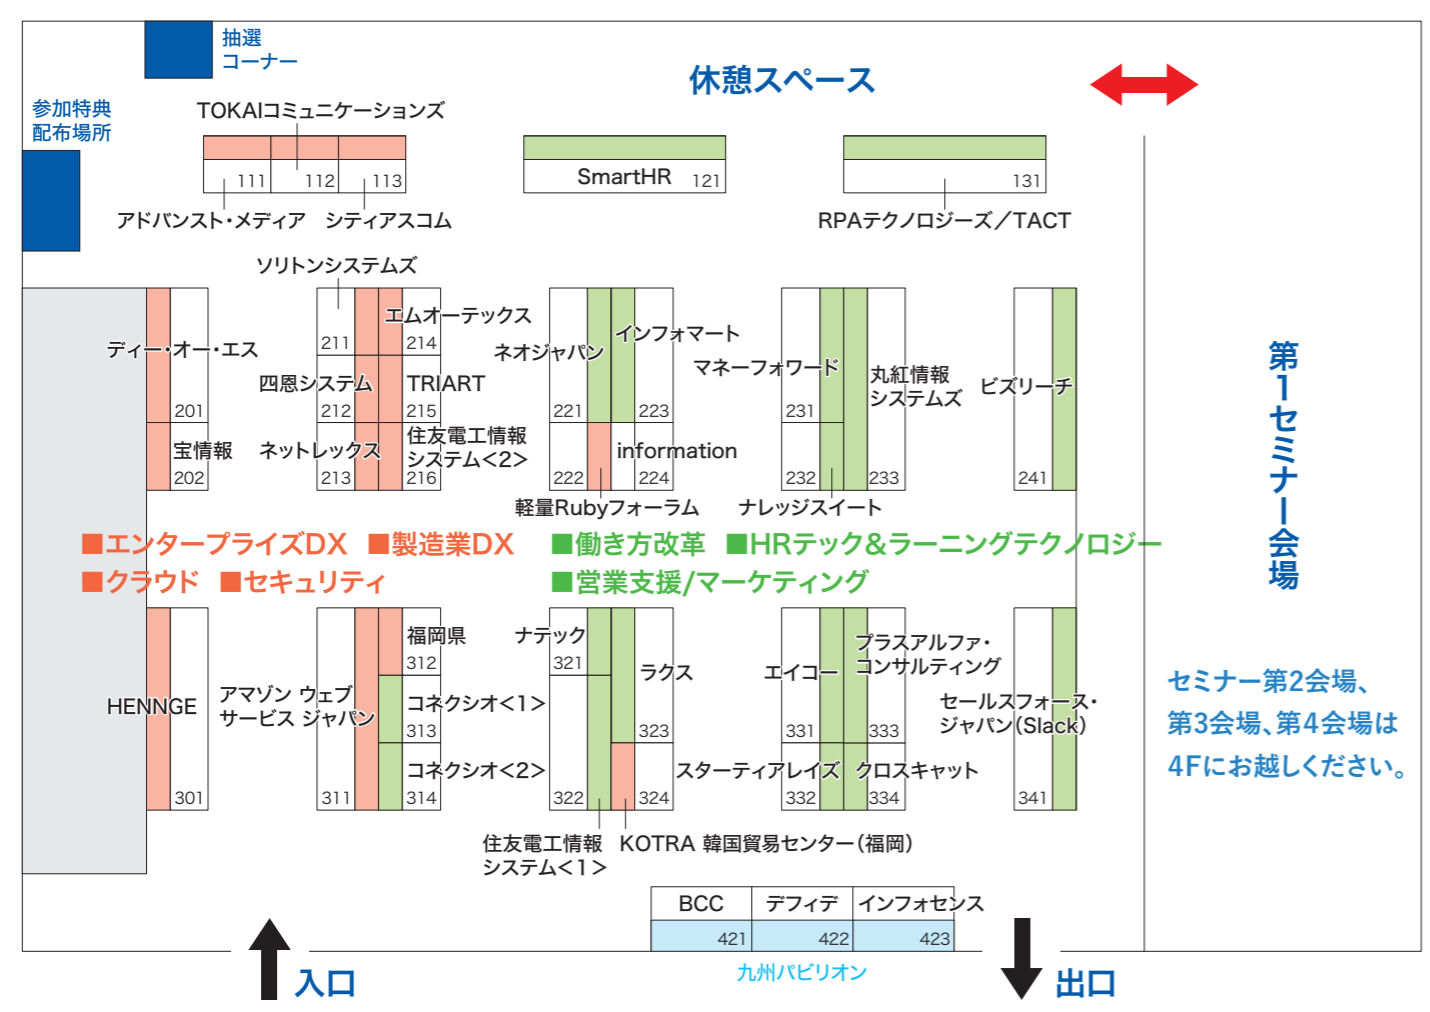 抽選
コーナー
休憩スペース
参加特典
配布場所
TOKAIコミュニケーションズ
111
112
113
SmartHR
121
131
アドバンスト・メディア
シティアスコム
RPAテクノロジーズ／TACT
ソリトンシステムズ
ディー・オー・エス
201
宝情報
202
211
エムオーテックス
214
四恩システム
212
TRIART
215
ネットレックス
213
住友電工情報
システム<2>
216
ネオジャパン
221
インフォマート
223
222
information
224
軽量Rubyフォーラム
マネーフォワード
231
丸紅情報
システムズ
232
233
ナレッジスイート
ビズリーチ
241
第1セミナー会場
■エンタープライズDX ■製造業DX
■クラウド ■セキュリティ
■働き方改革 ■HRテック&ラーニングテクノロジー
■営業支援/マーケティング
HENNGE
301
アマゾン ウェブ
サービス ジャパン
311
福岡県
312
コネクシオ<1>
313
コネクシオ<2>
314
ナテック
321
ラクス
323
322
324
住友電工情報
システム<1>
KOTRA 韓国貿易センター（福岡）
エイコー
331
プラスアルファ・
コンサルティング
333
スターティアレイズ
332
クロスキャット
334
セールスフォース・
ジャパン（Slack）
341
セミナー第2会場、
第3会場、第4会場は
4Fにお越しください。
BCC
デフィデ
インフォセンス
421
422
423
九州パビリオン
入口
出口